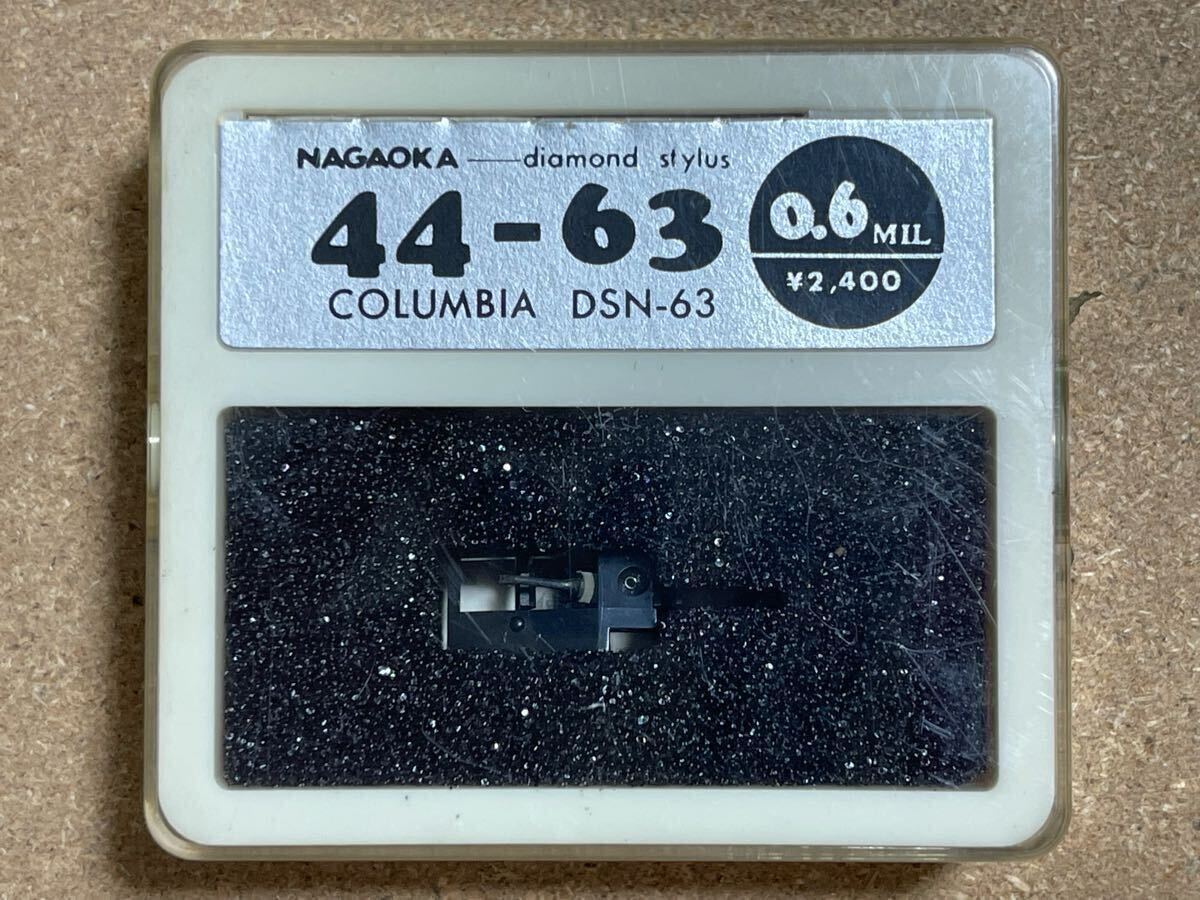 NAGAOKA — diamond stylus
44-63
COLUMBIA DSN-63
0.6 MIL
¥2,400